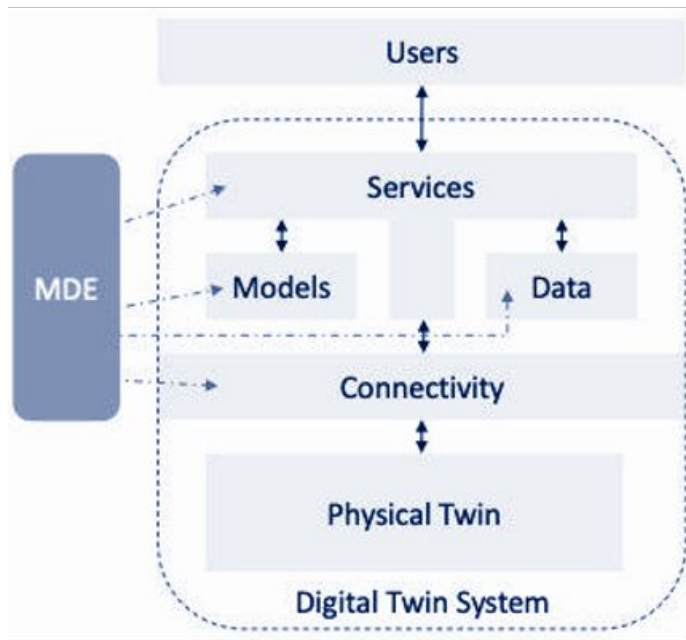 Users
Services
MDE
Models
Data
Connectivity
Physical Twin
Digital Twin System